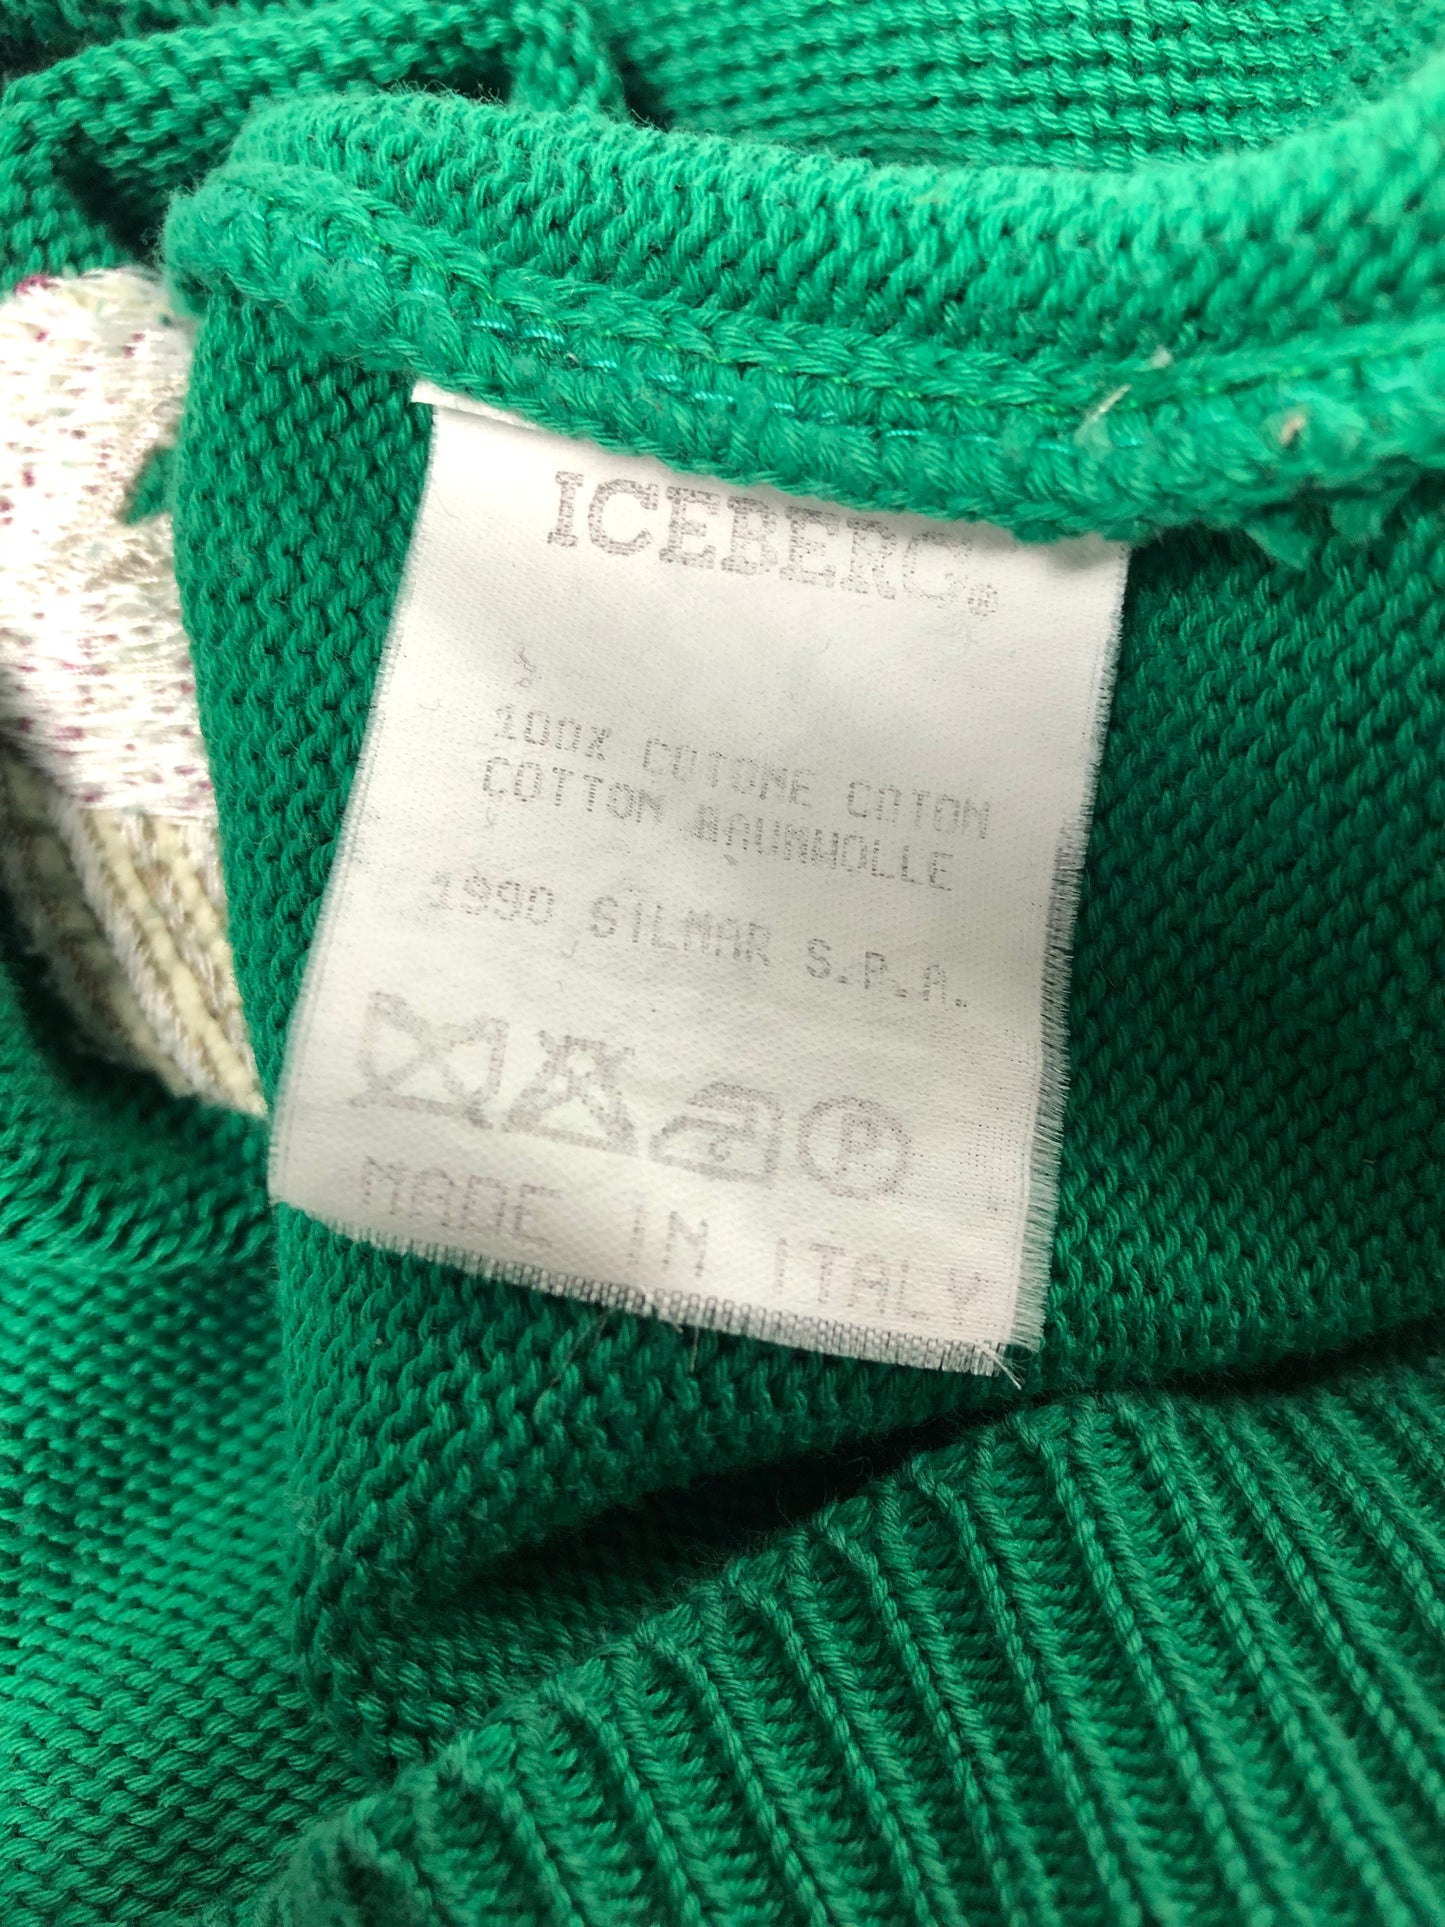 ICEBERG®
100% COTONE COTON
COTTON BAUMWOLLE
1990 SILMAR S.P.A.
P
MADE IN ITALY